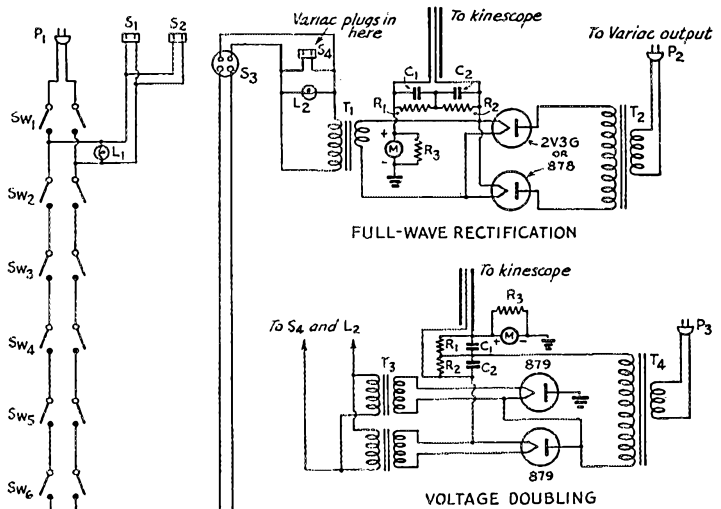 P1
S1
S2
SW1
L1
SW2
SW3
SW4
SW5
SW6
S3
Variac plugs in
here
S4
L2
T1
To kinescope
C1
C2
R1
R2
+
M
-
R3
2V3G
OR
878
To Variac output
P2
T2
FULL-WAVE RECTIFICATION
To kinescope
R3
+
M
-
To S4 and L2
R1
C1
R2
C2
T3
879
879
T4
P3
VOLTAGE DOUBLING